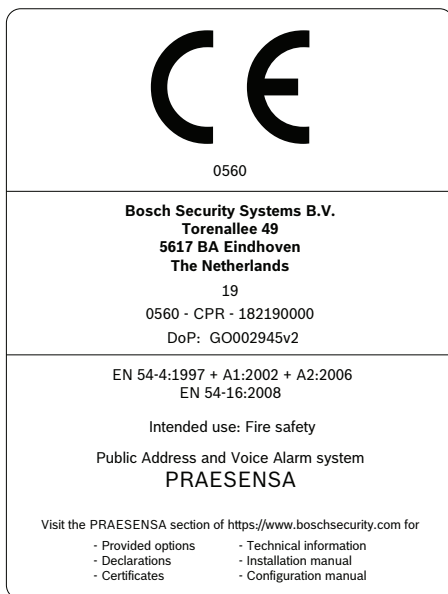 CE
0560
Bosch Security Systems B.V.
Torenallee 49
5617 BA Eindhoven
The Netherlands
19
0560 - CPR - 182190000
DoP: GO002945v2
EN 54-4:1997 + A1:2002 + A2:2006
EN 54-16:2008
Intended use: Fire safety
Public Address and Voice Alarm system
PRAESENSA
Visit the PRAESENSA section of https://www.boschsecurity.com for
- Provided options
- Declarations
- Certificates
- Technical information
- Installation manual
- Configuration manual